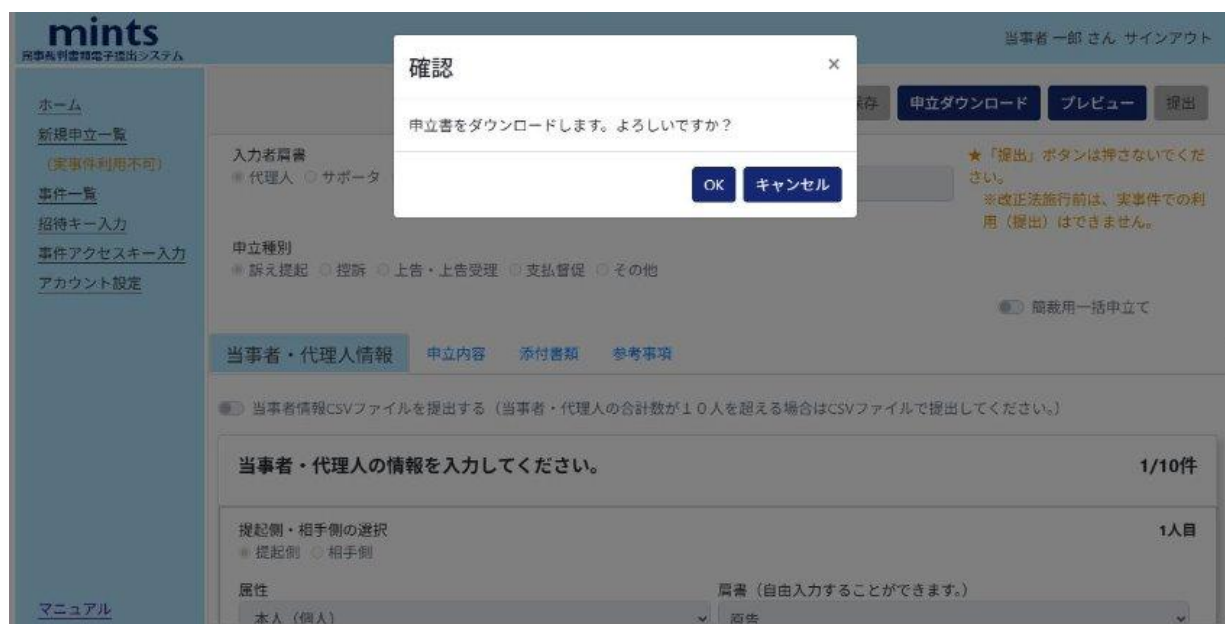 mints
民事裁判書類電子提出システム
当事者 一郎 さん サインアウト
確認
×
申立書をダウンロードします。よろしいですか？
OK
キャンセル
保存
申立ダウンロード
プレビュー
提出
ホーム
新規申立一覧
（実事件利用不可）
事件一覧
招待キー入力
事件アクセスキー入力
アカウント設定
マニュアル
入力者肩書
代理人 サポータ
★「提出」ボタンは押さないでくだ
さい。
※改正法施行前は、実事件での利
用（提出）はできません。
申立種別
訴え提起 控訴 上告・上告受理 支払督促 その他
簡裁用一括申立て
当事者・代理人情報 申立内容 添付書類 参考事項
当事者情報CSVファイルを提出する（当事者・代理人の合計数が１０人を超える場合はCSVファイルで提出してください。）
当事者・代理人の情報を入力してください。
1/10件
提起側・相手側の選択
1人目
提起側 相手側
属性
肩書（自由入力することができます。）
本人（個人）
原告